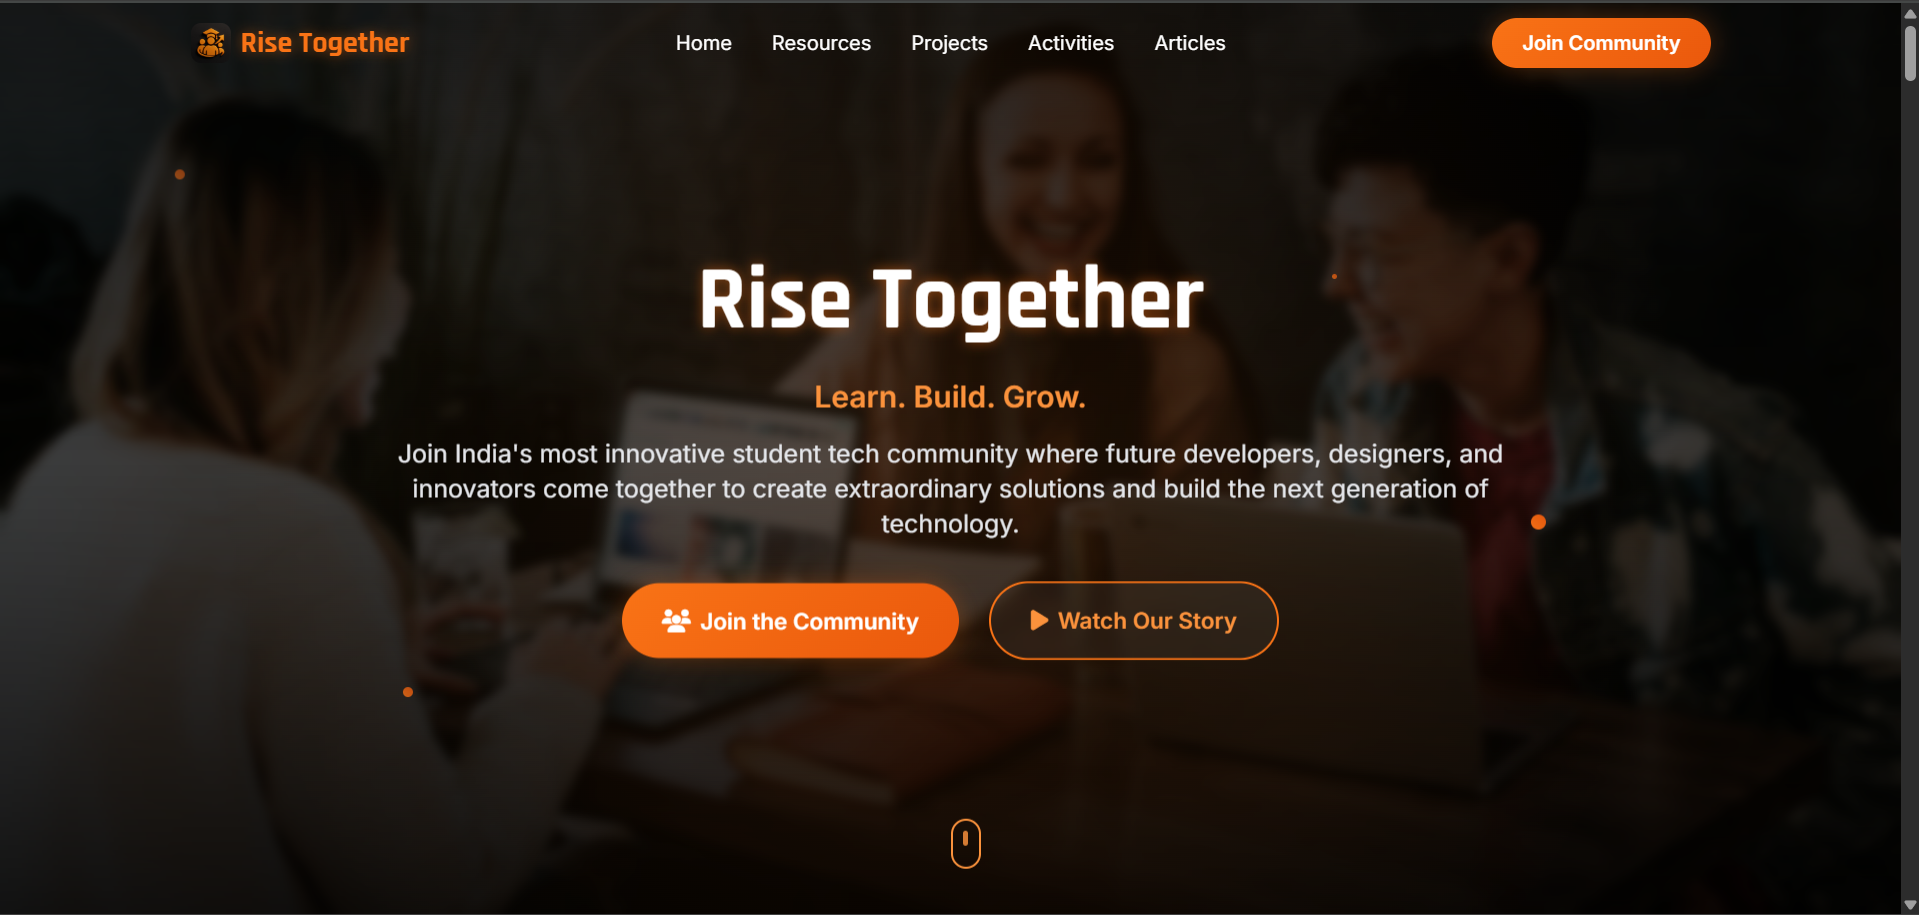 Rise Together
Home
Resources
Projects
Activities
Articles
Join Community
Rise Together
Learn. Build. Grow.
Join India's most innovative student tech community where future developers, designers, and
innovators come together to create extraordinary solutions and build the next generation of
technology.
Join the Community
Watch Our Story